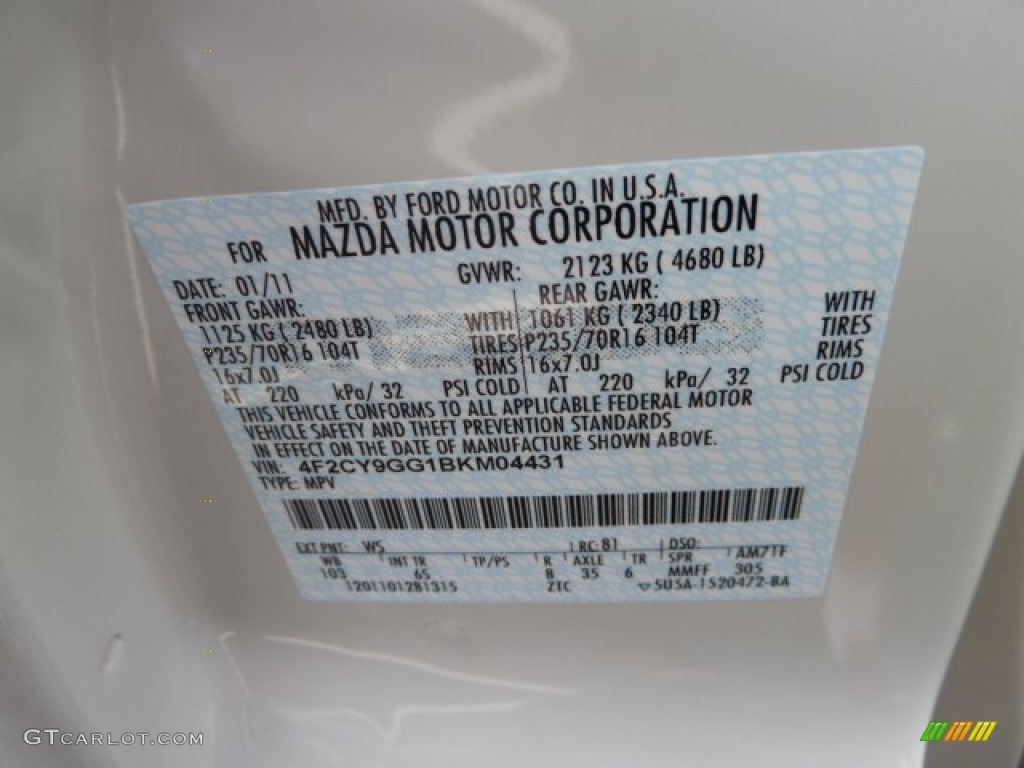 MFD. BY FORD MOTOR CO. IN U.S.A.
FOR MAZDA MOTOR CORPORATION
DATE: 01/11 GVWR: 2123 KG ( 4680 LB)
FRONT GAWR: REAR GAWR:
1125 KG ( 2480 LB) WITH 1061 KG ( 2340 LB) WITH
P235/70R16 104T TIRES P235/70R16 104T TIRES
16x7.0J RIMS 16x7.0J RIMS
AT 220 kPa/ 32 PSI COLD AT 220 kPa/ 32 PSI COLD
THIS VEHICLE CONFORMS TO ALL APPLICABLE FEDERAL MOTOR
VEHICLE SAFETY AND THEFT PREVENTION STANDARDS
IN EFFECT ON THE DATE OF MANUFACTURE SHOWN ABOVE.
VIN: 4F2CY9GG1BKM04431
TYPE: MPV
EXT PNT: WS RC: 81 DSO:
WB INT TR TP/PS R AXLE TR SPR AM7TF
103 6S 8 35 6 MMFF 305
1201101281315 ZTC 5U5A-1520472-BA
GTCARLOT.COM